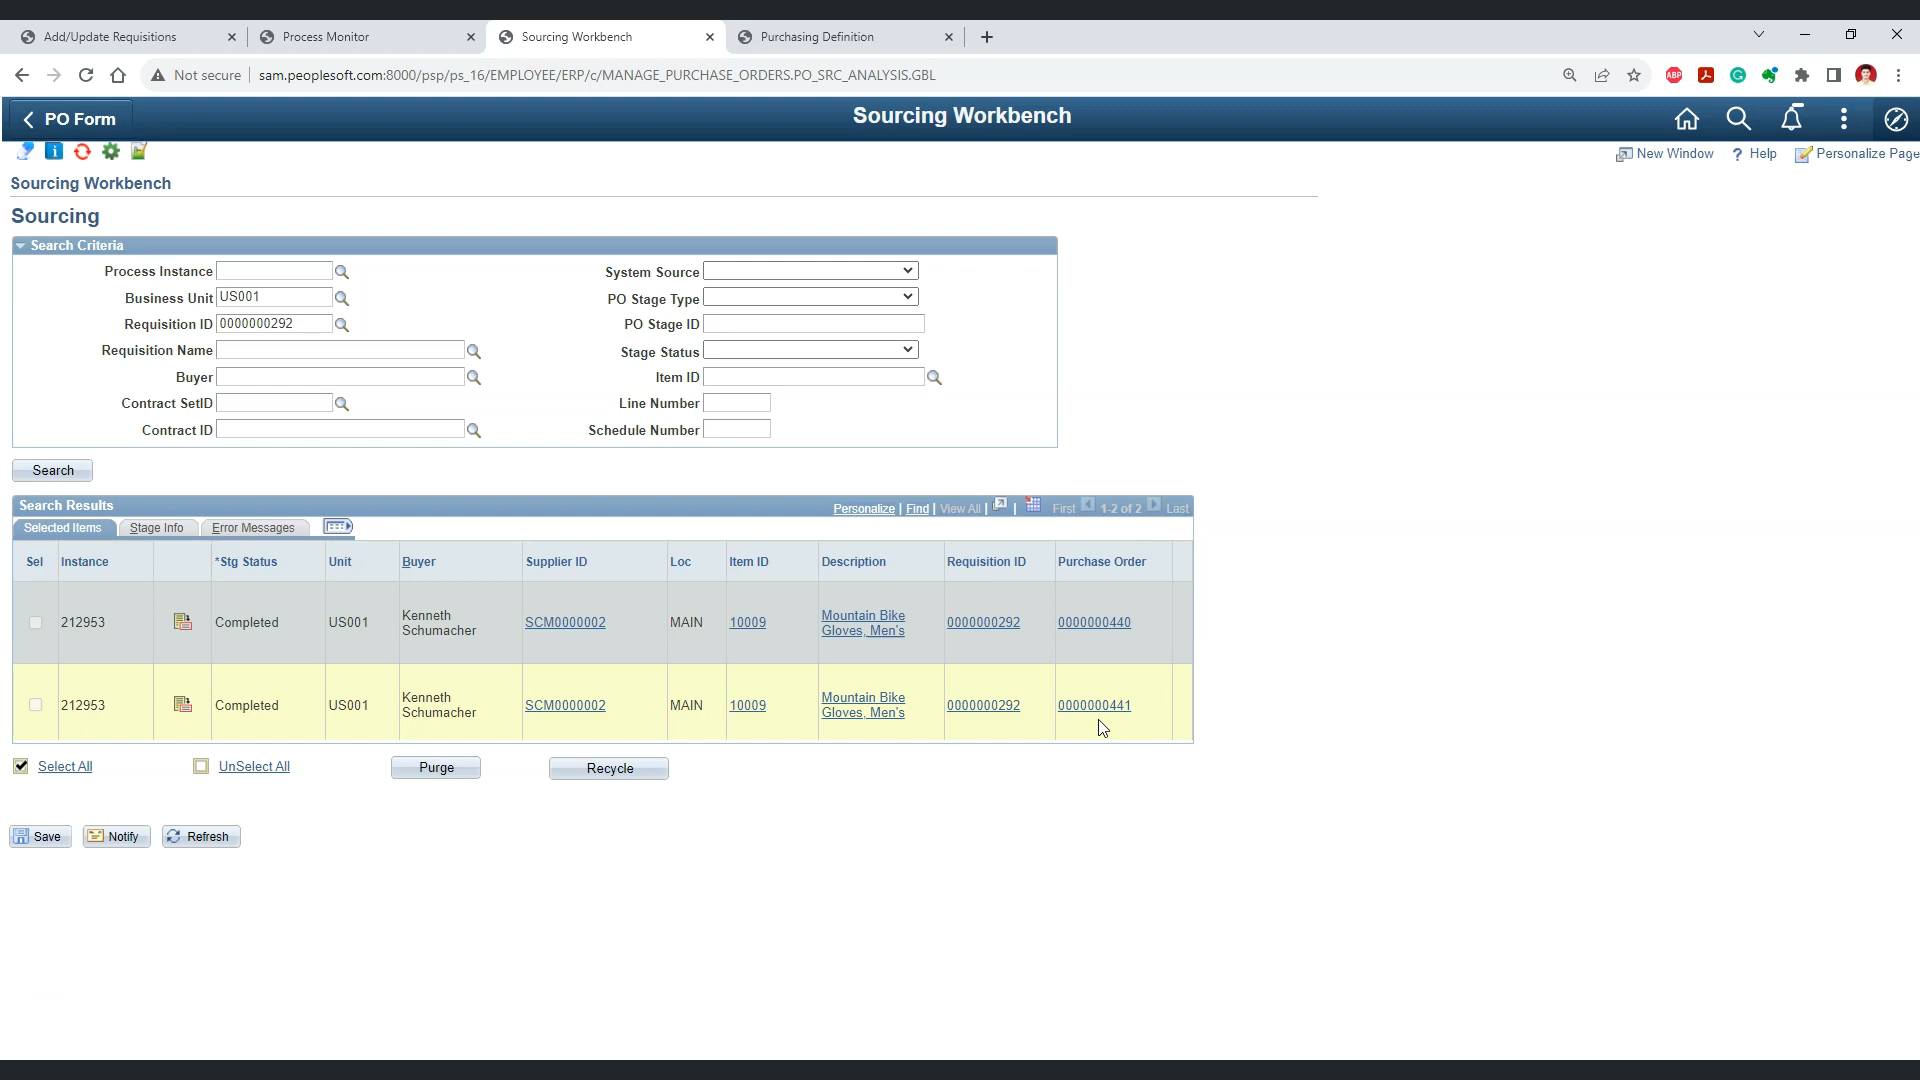 Add/Update Requisitions
Process Monitor
Sourcing Workbench
Purchasing Definition
Not secure
sam.peoplesoft.com:8000/psp/ps_16/EMPLOYEE/ERP/c/MANAGE_PURCHASE_ORDERS.PO_SRC_ANALYSIS.GBL
ABP
PO Form
Sourcing Workbench
New Window
? Help
Personalize Page
Sourcing Workbench
Sourcing
Search Criteria
Process Instance
System Source
Business Unit US001
PO Stage Type
Requisition ID 0000000292
PO Stage ID
Requisition Name
Stage Status
Buyer
Item ID
Contract SetID
Line Number
Contract ID
Schedule Number
Search
Search Results
Personalize | Find | View All | | First 1-2 of 2 Last
Selected Items Stage Info Error Messages
Sel Instance *Stg Status Unit Buyer Supplier ID Loc Item ID Description Requisition ID Purchase Order
212953 Completed US001 Kenneth Schumacher SCM0000002 MAIN 10009 Mountain Bike Gloves, Men's 0000000292 0000000440
212953 Completed US001 Kenneth Schumacher SCM0000002 MAIN 10009 Mountain Bike Gloves, Men's 0000000292 0000000441
Select All UnSelect All Purge Recycle
Save Notify Refresh